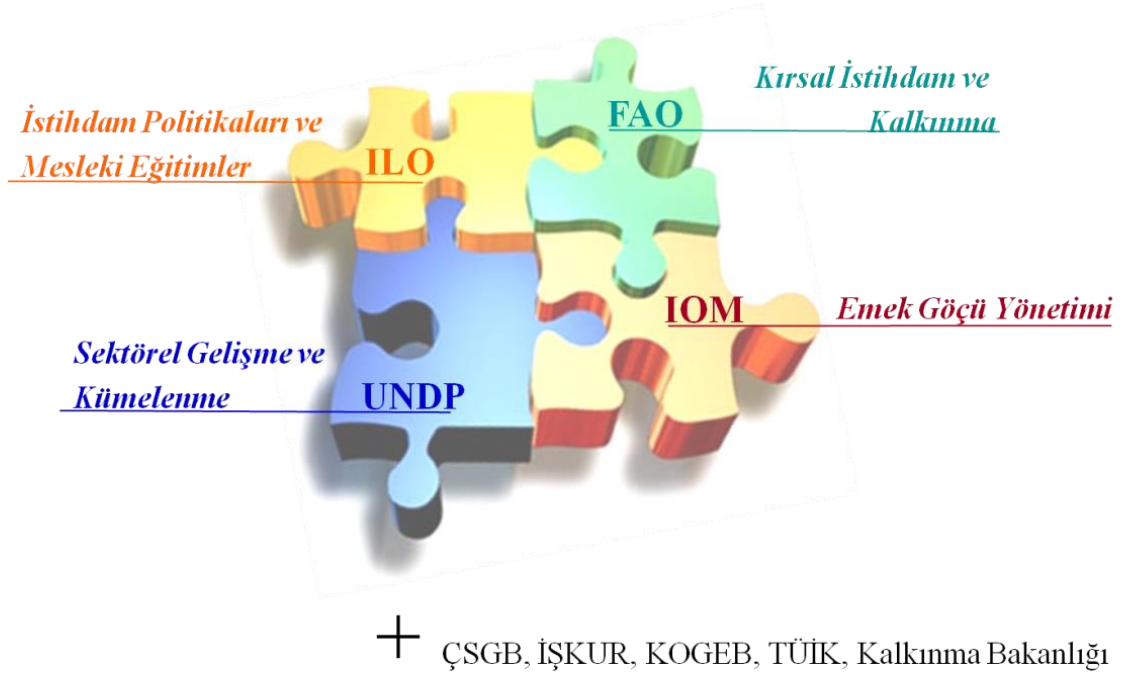 İstihdam Politikaları ve
Mesleki Eğitimler
ILO
FAO
Kırsal İstihdam ve
Kalkınma
Sektörel Gelişme ve
Kümelenme
UNDP
IOM
Emek Göçü Yönetimi
+ ÇSGB, İŞKUR, KOGEB, TÜİK, Kalkınma Bakanlığı